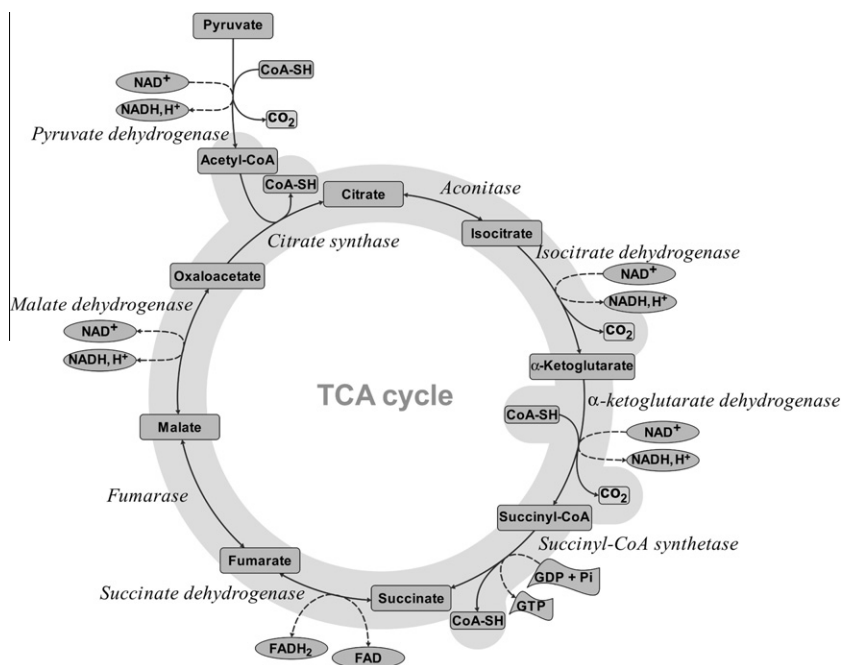 Pyruvate
CoA-SH
NAD+
NADH, H+
CO2
Pyruvate dehydrogenase
Acetyl-CoA
CoA-SH
Citrate
Aconitase
Isocitrate
Citrate synthase
Isocitrate dehydrogenase
NAD+
NADH, H+
CO2
Oxaloacetate
Malate dehydrogenase
NAD+
NADH, H+
α-Ketoglutarate
TCA cycle
α-ketoglutarate dehydrogenase
CoA-SH
NAD+
NADH, H+
CO2
Malate
Fumarase
Succinyl-CoA
Succinyl-CoA synthetase
GDP + Pi
GTP
CoA-SH
Fumarate
Succinate dehydrogenase
Succinate
FADH2
FAD